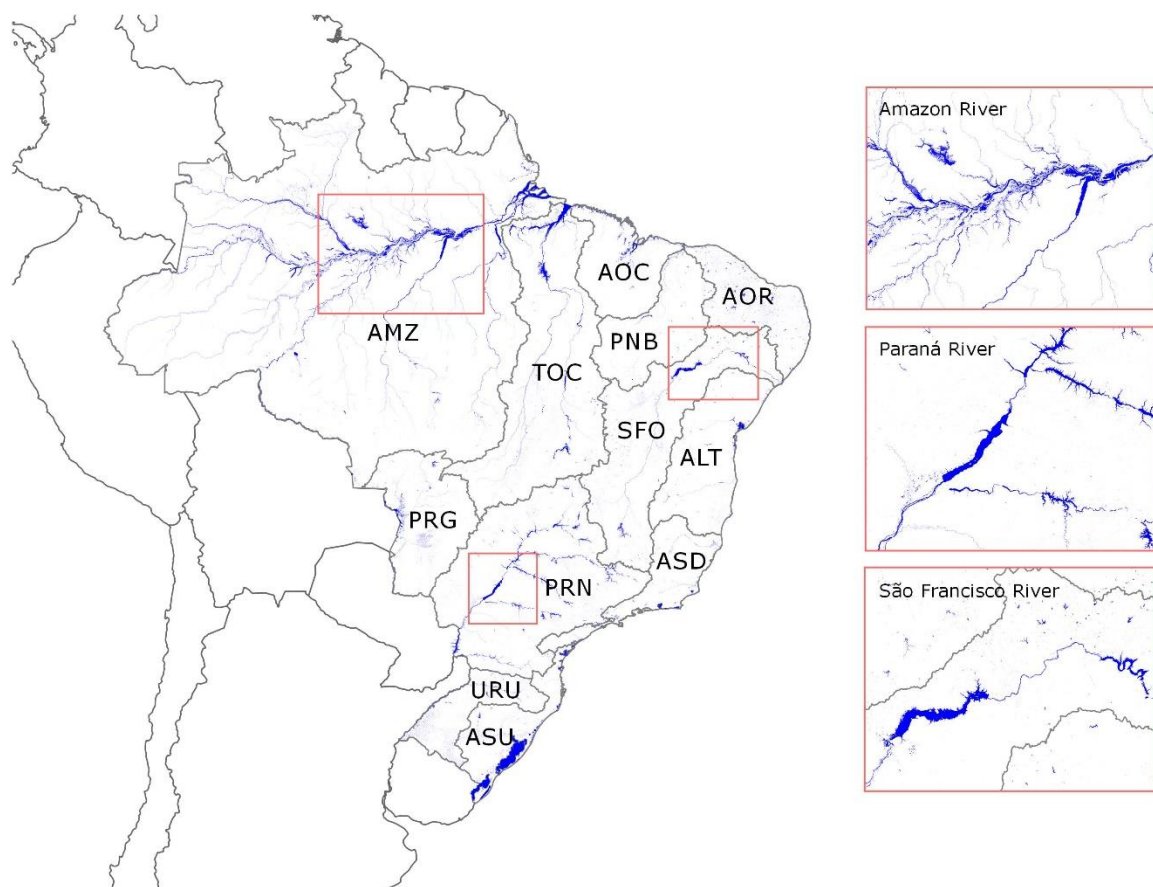 Amazon River
AOC
AOR
AMZ
PNB
TOC
Paraná River
SFO
ALT
PRG
ASD
PRN
São Francisco River
URU
ASU